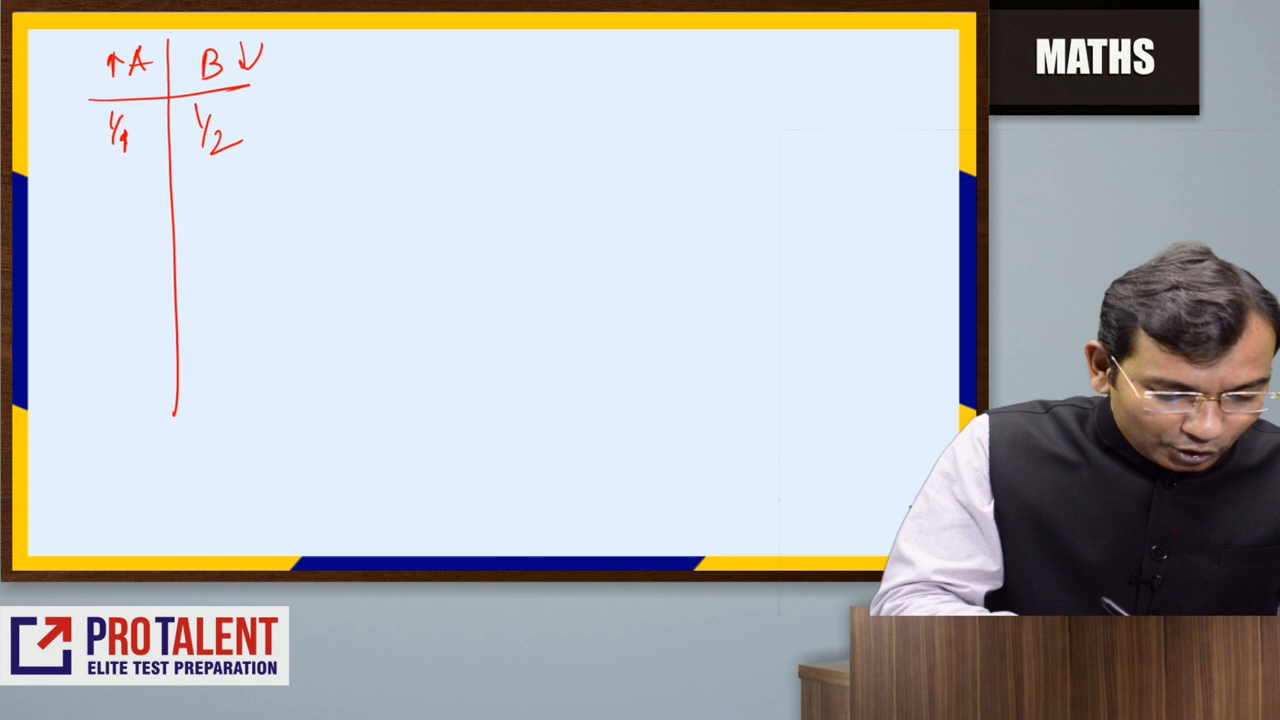 MATHS
↑A B↓
1/4 1/2
PROTALENT
ELITE TEST PREPARATION